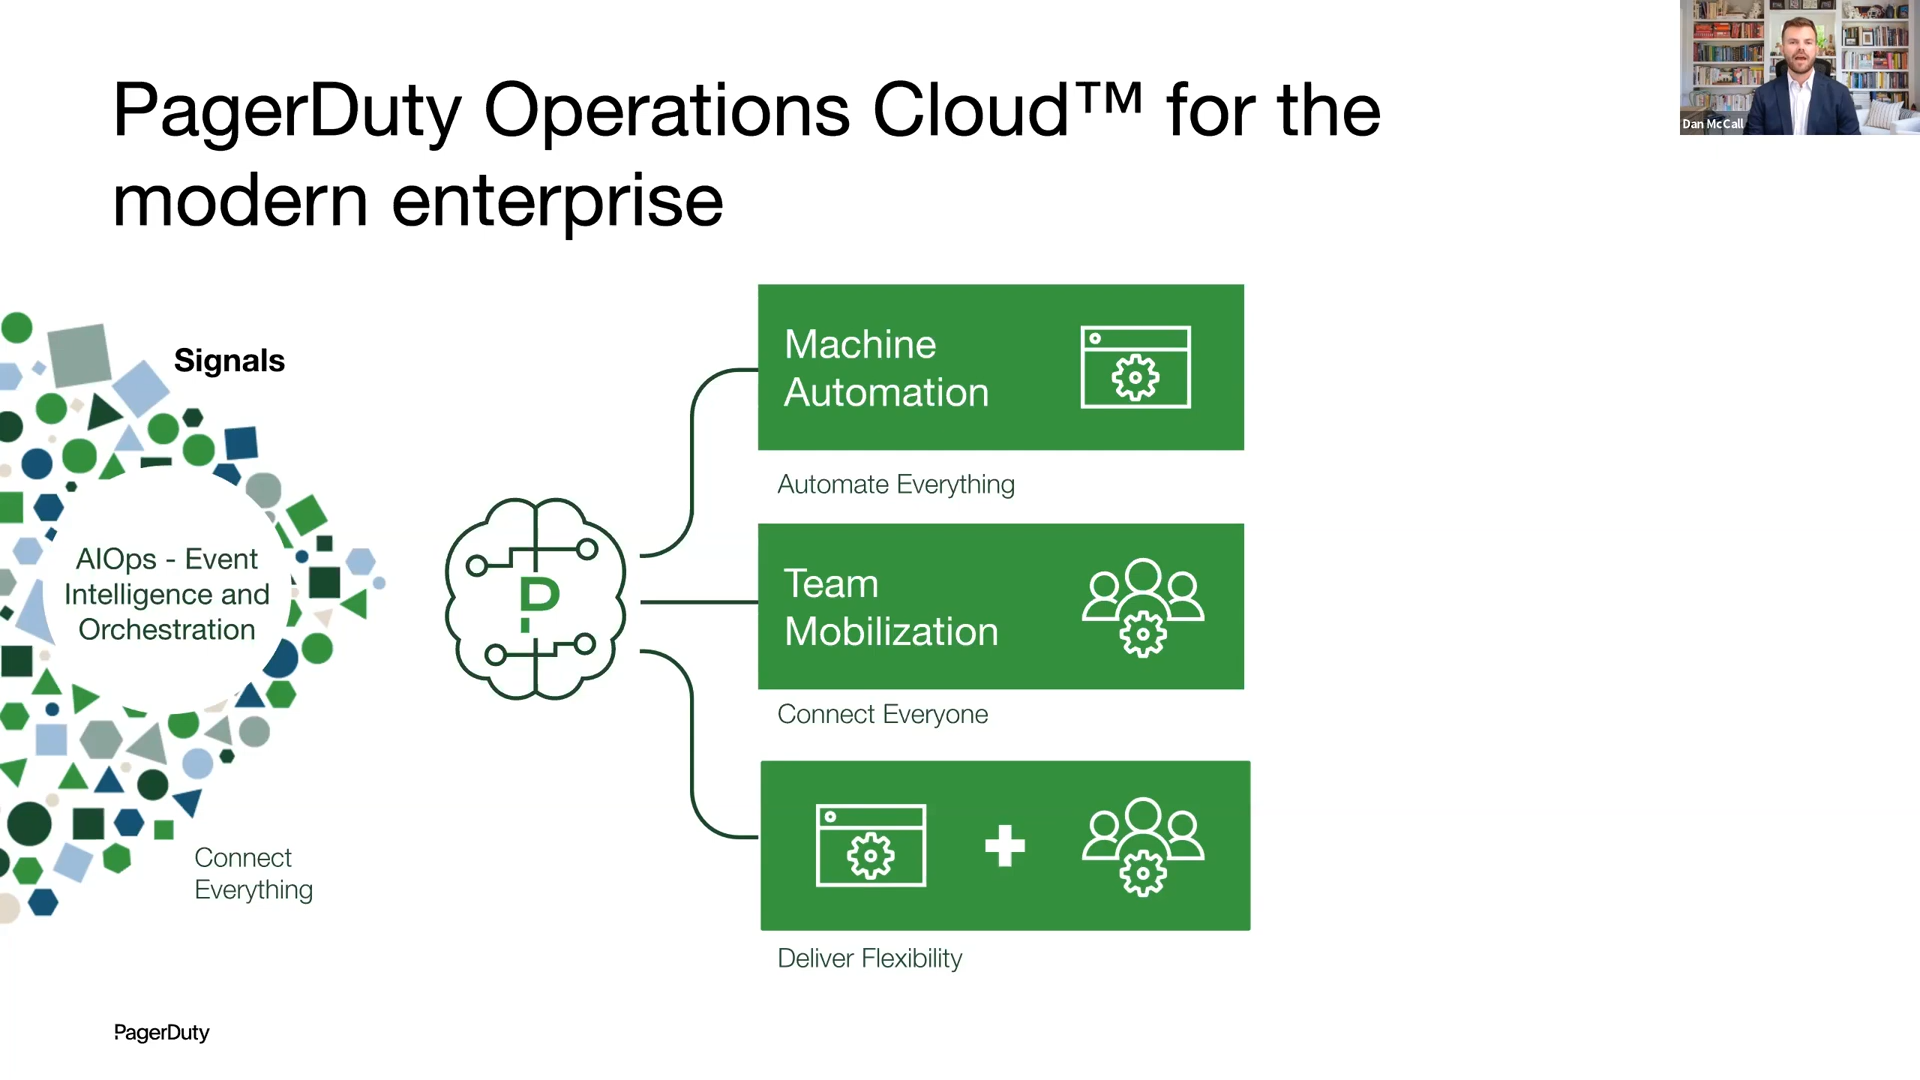 PagerDuty Operations Cloud™ for the
modern enterprise
Dan McCall
Signals
AIOps - Event
Intelligence and
Orchestration
Connect
Everything
P
Machine
Automation
Automate Everything
Team
Mobilization
Connect Everyone
Deliver Flexibility
PagerDuty